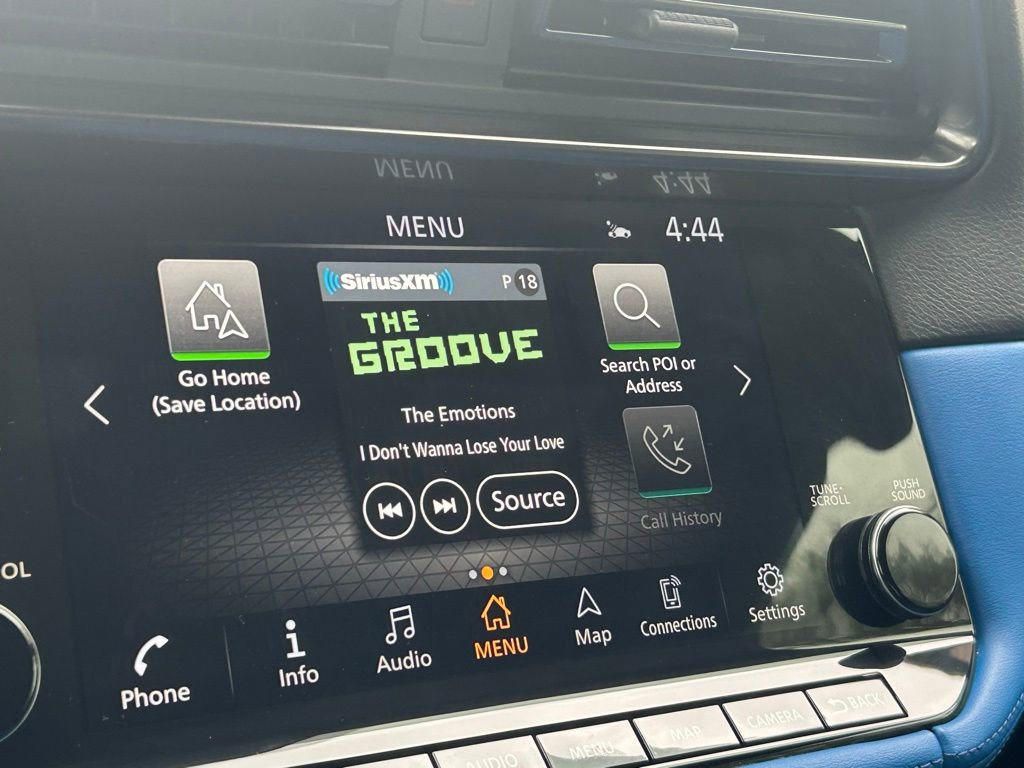 MENU 4:44
Go Home
(Save Location)
SiriusXM P 18
THE
GROOVE
The Emotions
I Don't Wanna Lose Your Love
Source
Search POI or
Address
Call History
TUNE·
SCROLL
PUSH
SOUND
OL
Phone
Info
Audio
MENU
Map
Connections
Settings
AUDIO
MENU
MAP
CAMERA
BACK